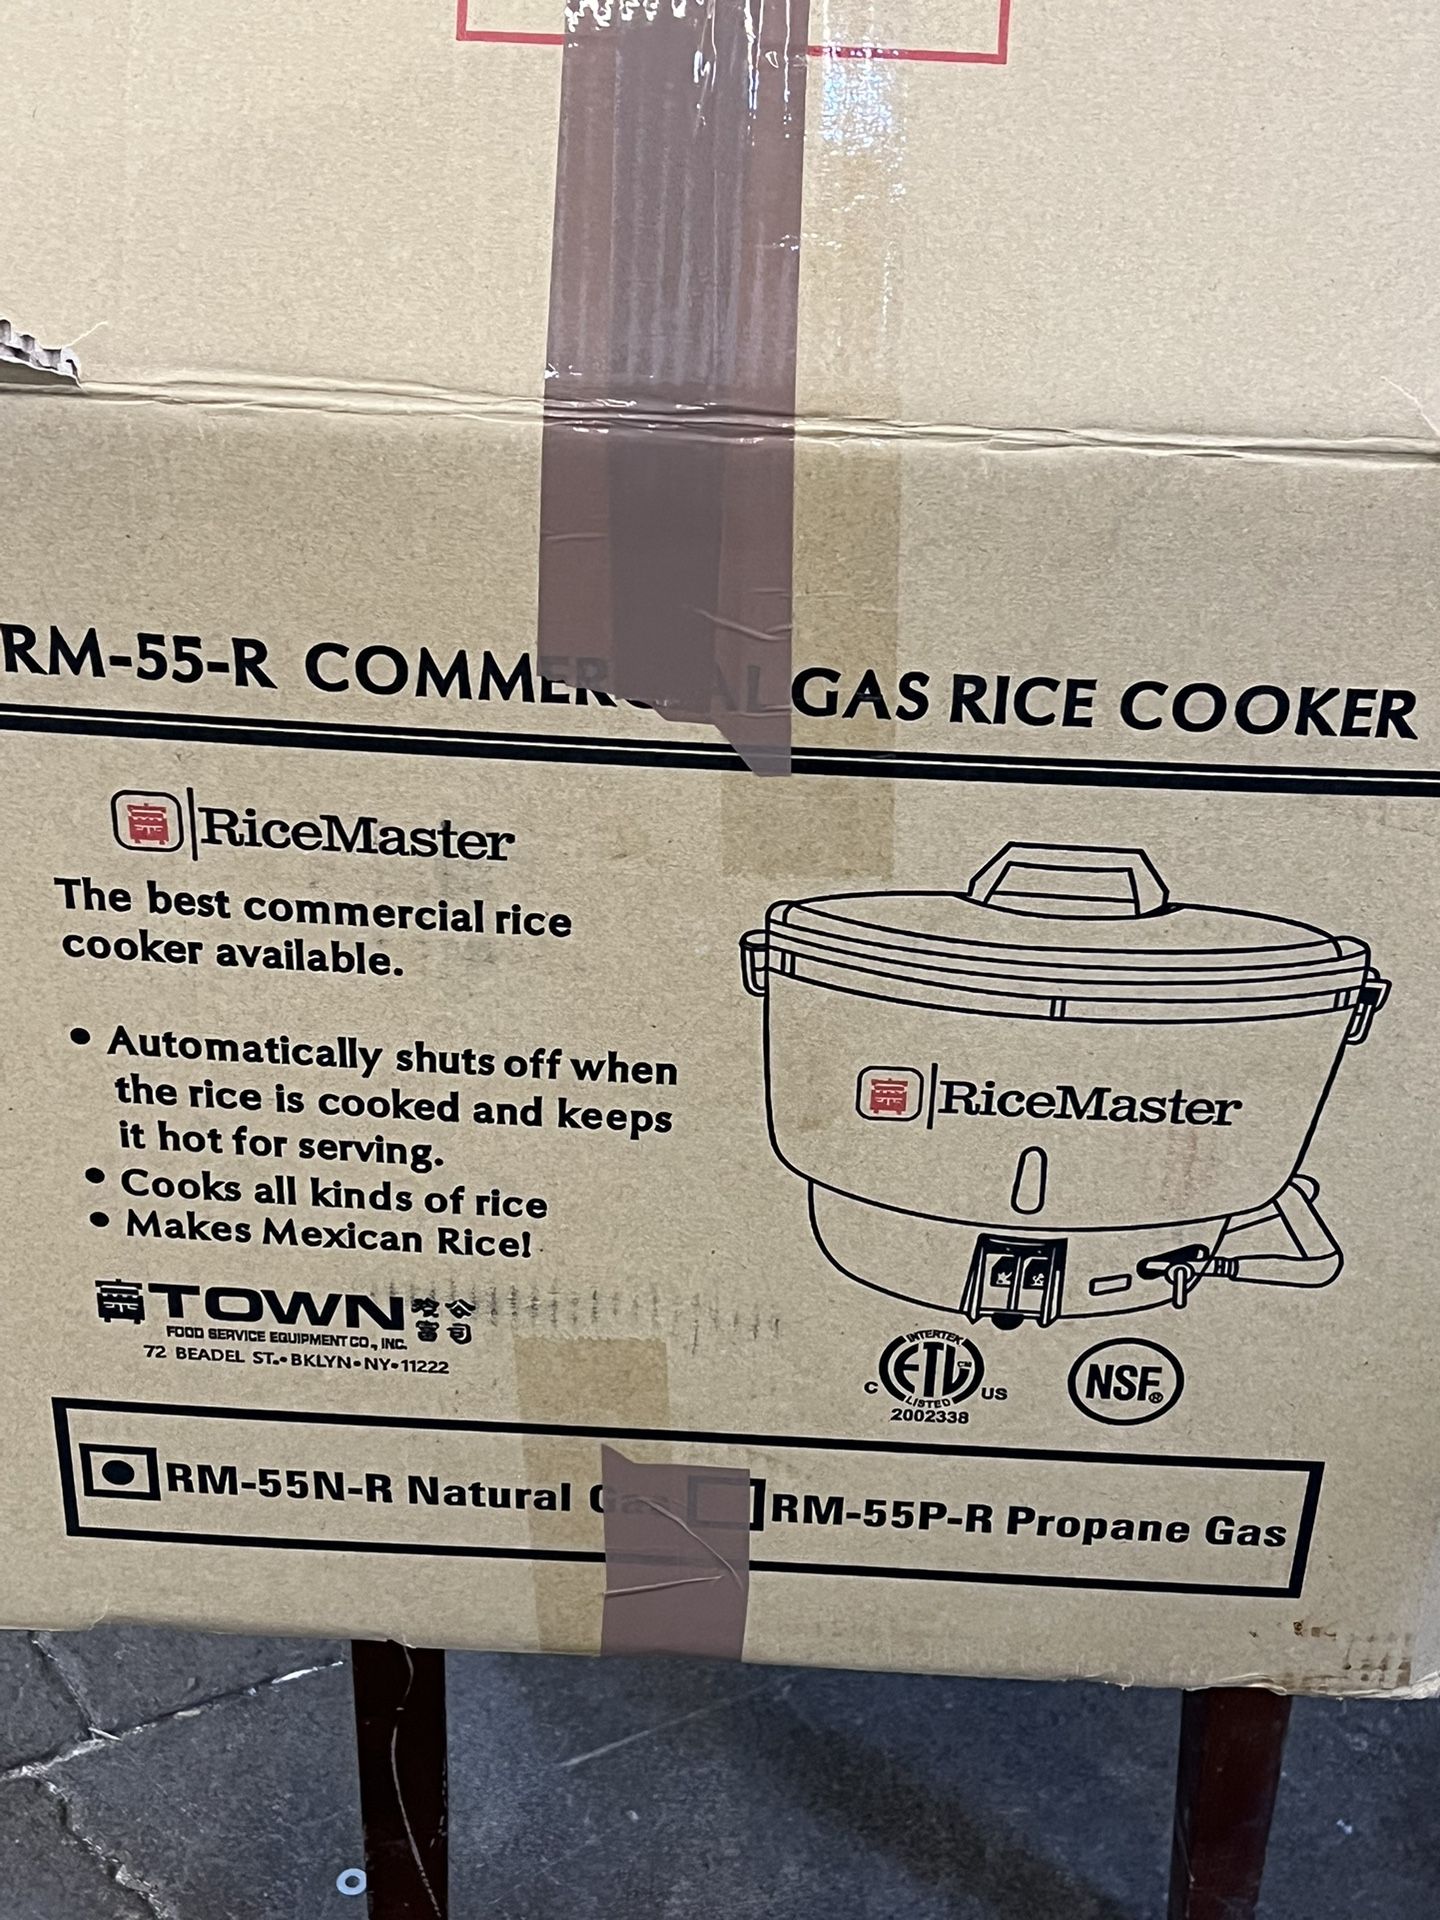 RM-55-R COMMERCIAL GAS RICE COOKER
RiceMaster
The best commercial rice
cooker available.
• Automatically shuts off when
the rice is cooked and keeps
it hot for serving.
• Cooks all kinds of rice
• Makes Mexican Rice!
TOWN
FOOD SERVICE EQUIPMENT CO., INC.
72 BEADEL ST.•BKLYN•NY•11222
RiceMaster
INTERTEK
C ETL CM US
LISTED
2002338
NSF®
RM-55N-R Natural Gas RM-55P-R Propane Gas